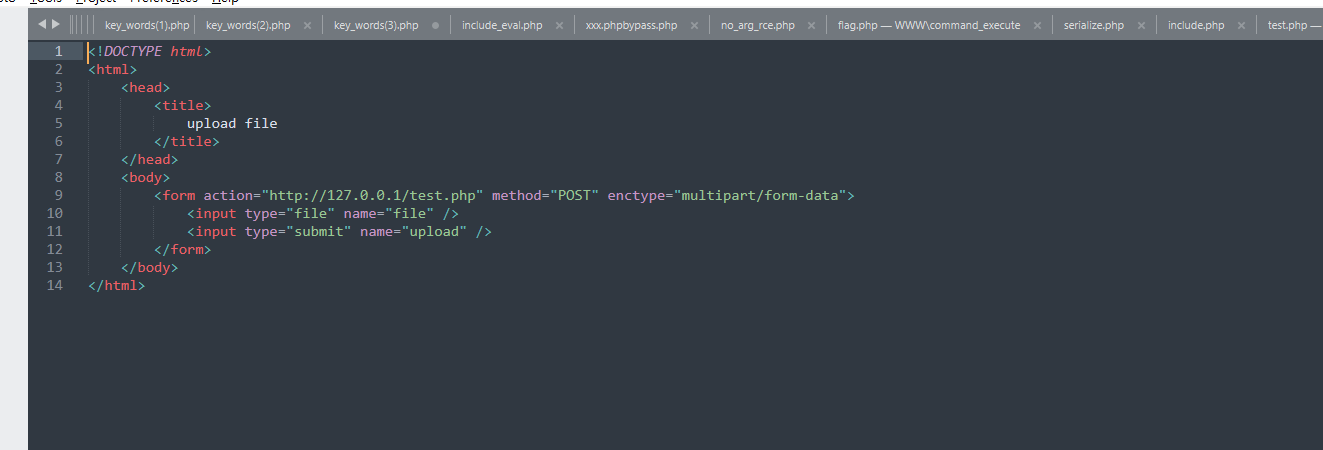 Tools Project Preferences Help
key_words(1).php key_words(2).php × key_words(3).php include_eval.php × xxx.phpbypass.php × no_arg_rce.php × flag.php — WWW\command_execute × serialize.php × include.php × test.php —
1 <!DOCTYPE html>
2 <html>
3 <head>
4 <title>
5 upload file
6 </title>
7 </head>
8 <body>
9 <form action="http://127.0.0.1/test.php" method="POST" enctype="multipart/form-data">
10 <input type="file" name="file" />
11 <input type="submit" name="upload" />
12 </form>
13 </body>
14 </html>